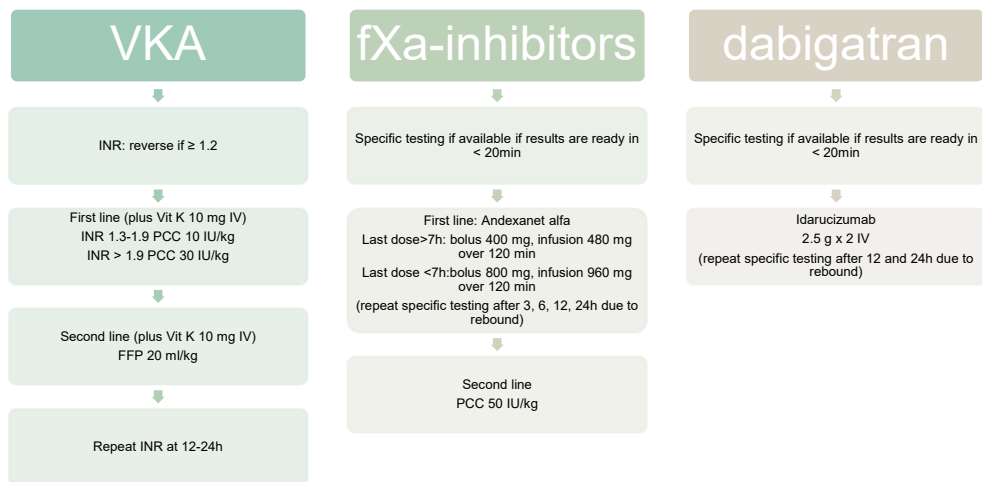 VKA
INR: reverse if ≥ 1.2
First line (plus Vit K 10 mg IV)
INR 1.3-1.9 PCC 10 IU/kg
INR > 1.9 PCC 30 IU/kg
Second line (plus Vit K 10 mg IV)
FFP 20 ml/kg
Repeat INR at 12-24h
fXa-inhibitors
Specific testing if available if results are ready in
< 20min
First line: Andexanet alfa
Last dose>7h: bolus 400 mg, infusion 480 mg
over 120 min
Last dose <7h:bolus 800 mg, infusion 960 mg
over 120 min
(repeat specific testing after 3, 6, 12, 24h due to
rebound)
Second line
PCC 50 IU/kg
dabigatran
Specific testing if available if results are ready in
< 20min
Idarucizumab
2.5 g x 2 IV
(repeat specific testing after 12 and 24h due to
rebound)